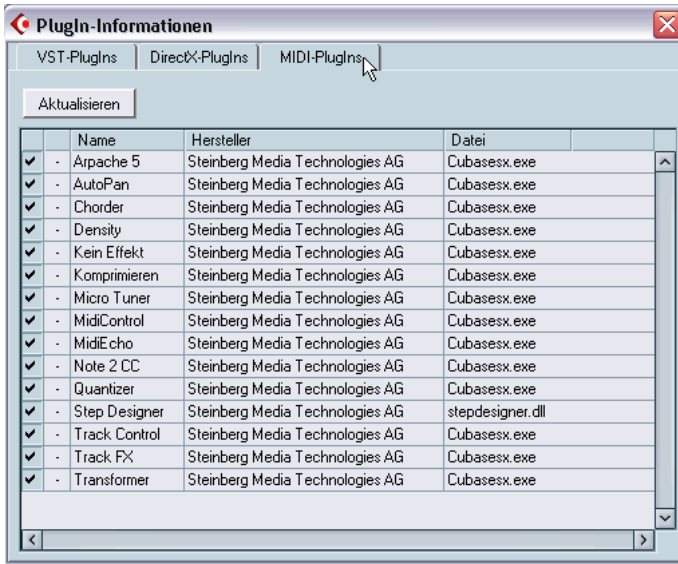 PlugIn-Informationen
VST-PlugIns DirectX-PlugIns MIDI-PlugIns
Aktualisieren
Name Hersteller Datei
- Arpache 5 Steinberg Media Technologies AG Cubasesx.exe
- AutoPan Steinberg Media Technologies AG Cubasesx.exe
- Chorder Steinberg Media Technologies AG Cubasesx.exe
- Density Steinberg Media Technologies AG Cubasesx.exe
- Kein Effekt Steinberg Media Technologies AG Cubasesx.exe
- Komprimieren Steinberg Media Technologies AG Cubasesx.exe
- Micro Tuner Steinberg Media Technologies AG Cubasesx.exe
- MidiControl Steinberg Media Technologies AG Cubasesx.exe
- MidiEcho Steinberg Media Technologies AG Cubasesx.exe
- Note 2 CC Steinberg Media Technologies AG Cubasesx.exe
- Quantizer Steinberg Media Technologies AG Cubasesx.exe
- Step Designer Steinberg Media Technologies AG stepdesigner.dll
- Track Control Steinberg Media Technologies AG Cubasesx.exe
- Track FX Steinberg Media Technologies AG Cubasesx.exe
- Transformer Steinberg Media Technologies AG Cubasesx.exe